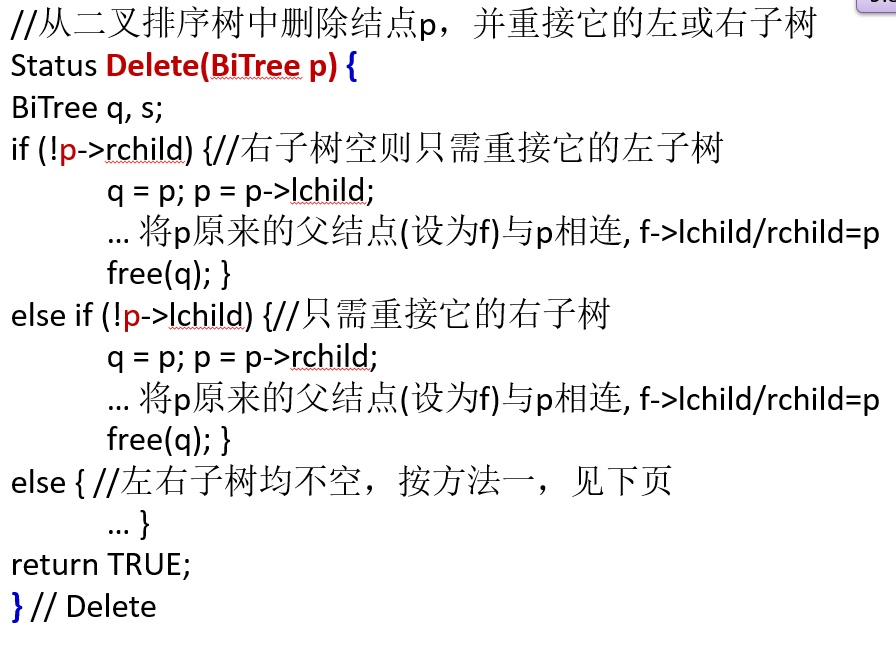 //从二叉排序树中删除结点p，并重接它的左或右子树
Status Delete(BiTree p) {
BiTree q, s;
if (!p->rchild) {//右子树空则只需重接它的左子树
q = p; p = p->lchild;
... 将p原来的父结点(设为f)与p相连, f->lchild/rchild=p
free(q); }
else if (!p->lchild) {//只需重接它的右子树
q = p; p = p->rchild;
... 将p原来的父结点(设为f)与p相连, f->lchild/rchild=p
free(q); }
else { //左右子树均不空，按方法一，见下页
... }
return TRUE;
} // Delete